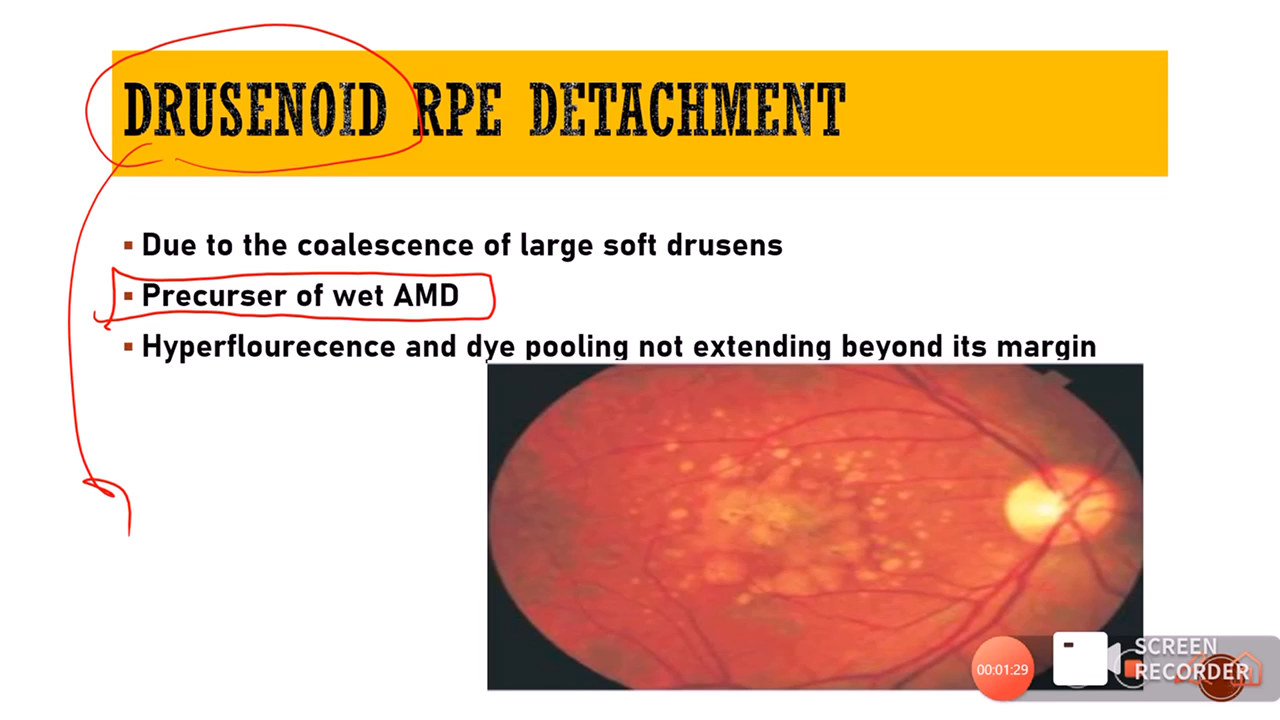 DRUSENOID RPE DETACHMENT
▪ Due to the coalescence of large soft drusens
▪ Precurser of wet AMD
▪ Hyperflourecence and dye pooling not extending beyond its margin
00:01:29
SCREEN
RECORDER